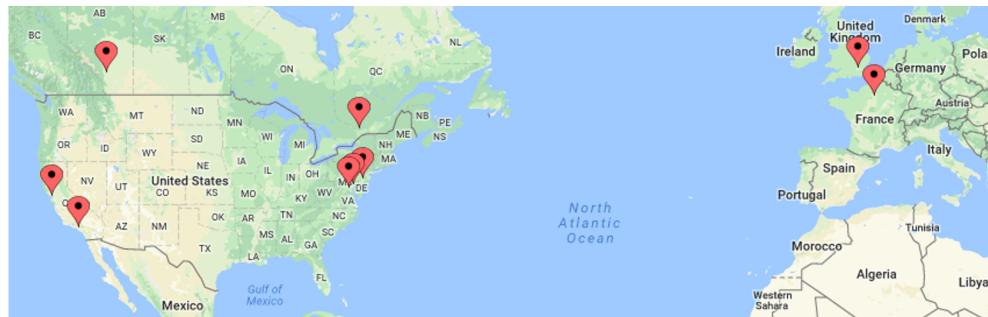 AB
MB
BC
SK
NL
ON
QC
NB
PE
NS
ME
WA
MT
ND
MN
OR
ID
WY
SD
WI
MI
NH
MA
NE
IA
IL
IN
OH
NV
UT
United States
CO
KS
MO
KY
WV
VA
DE
AZ
NM
OK
AR
TN
NC
MS
AL
SC
GA
TX
LA
FL
Gulf of
Mexico
Mexico
North
Atlantic
Ocean
United
Kingdom
Ireland
Denmark
Germany
Pola
Austria
France
Italy
Spain
Portugal
Tunisia
Morocco
Algeria
Libya
Western
Sahara